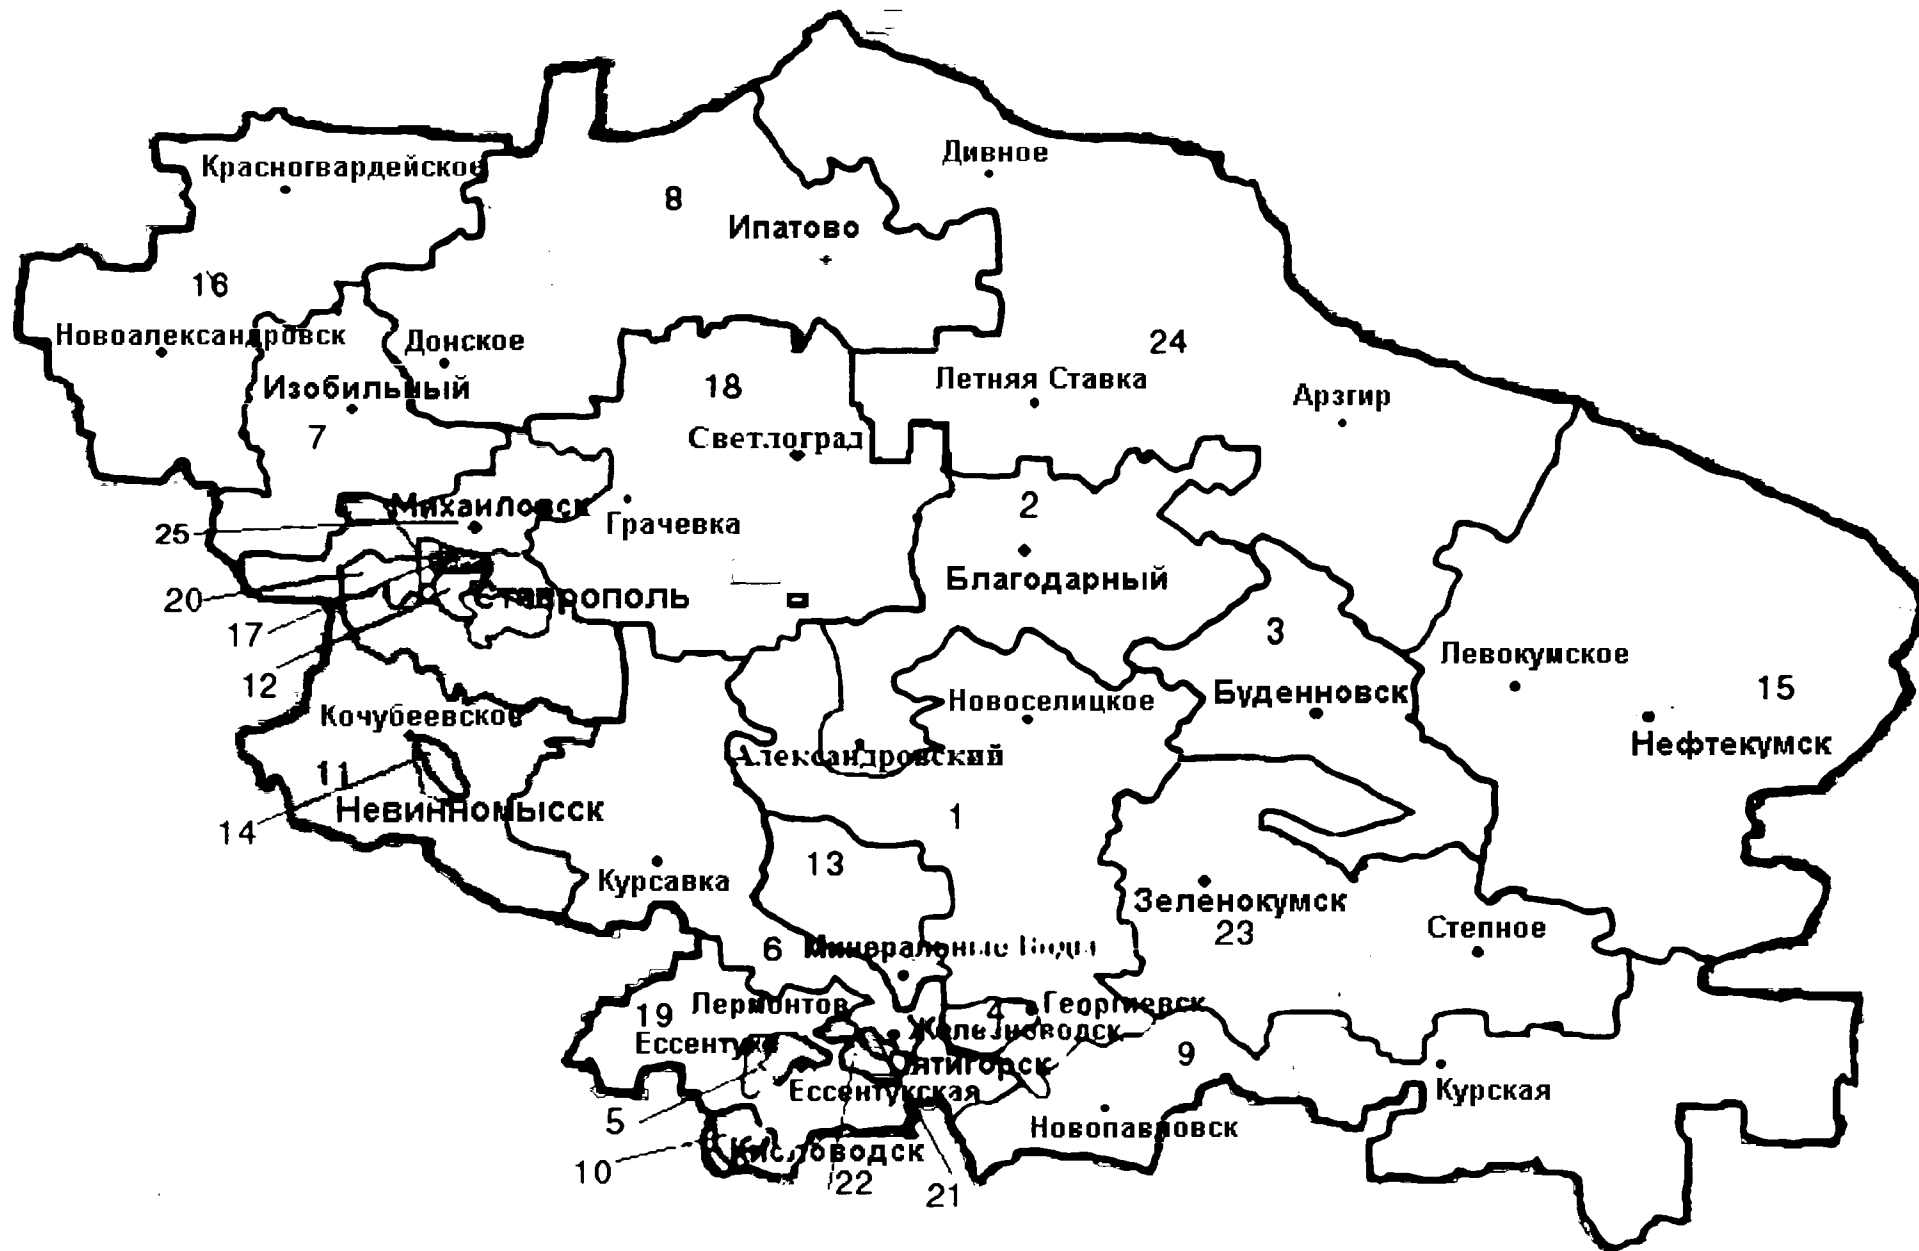 Дивное
Красногвардейское
8
Ипатово
16
Новоалександровск
Донское
24
Изобильный
18
Летняя Ставка
Арзгир
7
Светлоград
Михайловск
2
25
Грачевка
Благодарный
20
Ставрополь
17
3
12
Левокумское
Кочубеевское
Новоселицкое
Буденновск
15
Нефтекумск
Александровский
11
Невинномысск
14
1
13
Курсавка
Зеленокумск
23
Степное
6
Минеральные Воды
Лермонтов
4
Георгиевск
19
Железноводск
Ессентуки
9
Пятигорск
Ессентукская
Курская
5
Новопавловск
Кисловодск
10
22
21